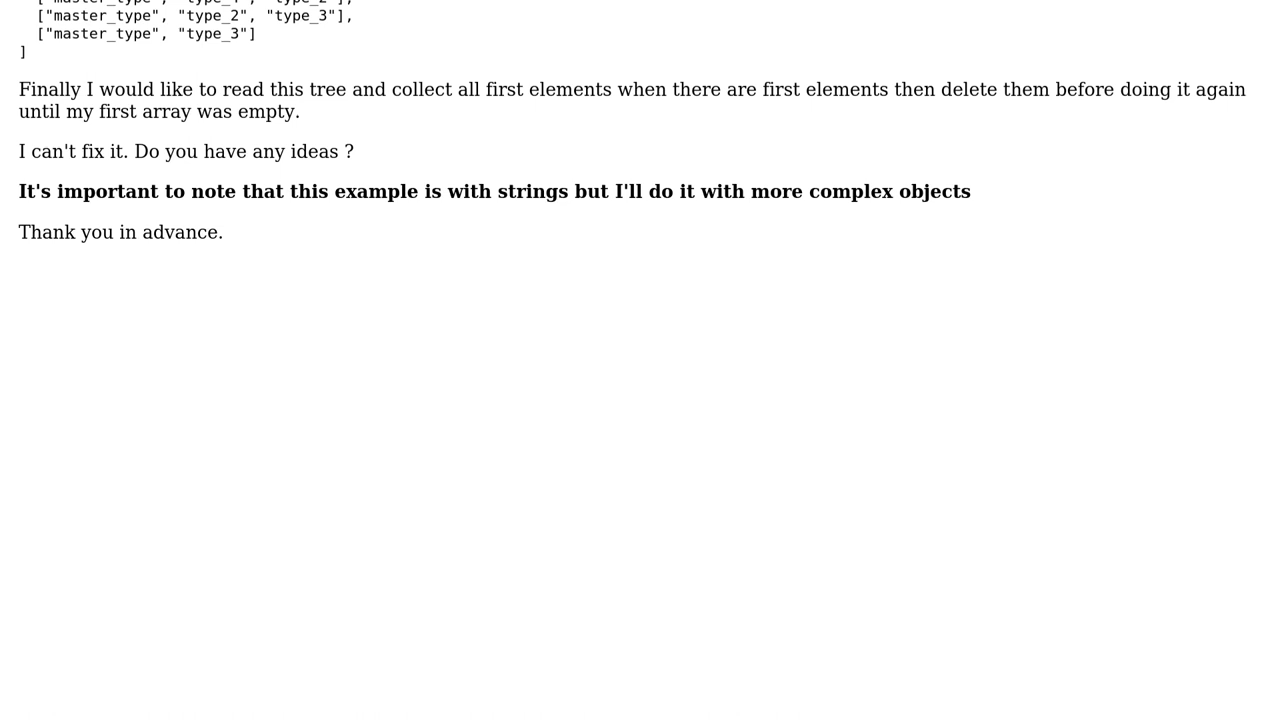 ["master_type", "type_1", "type_2"],
["master_type", "type_2", "type_3"],
["master_type", "type_3"]
]
Finally I would like to read this tree and collect all first elements when there are first elements then delete them before doing it again
until my first array was empty.
I can't fix it. Do you have any ideas ?
It's important to note that this example is with strings but I'll do it with more complex objects
Thank you in advance.